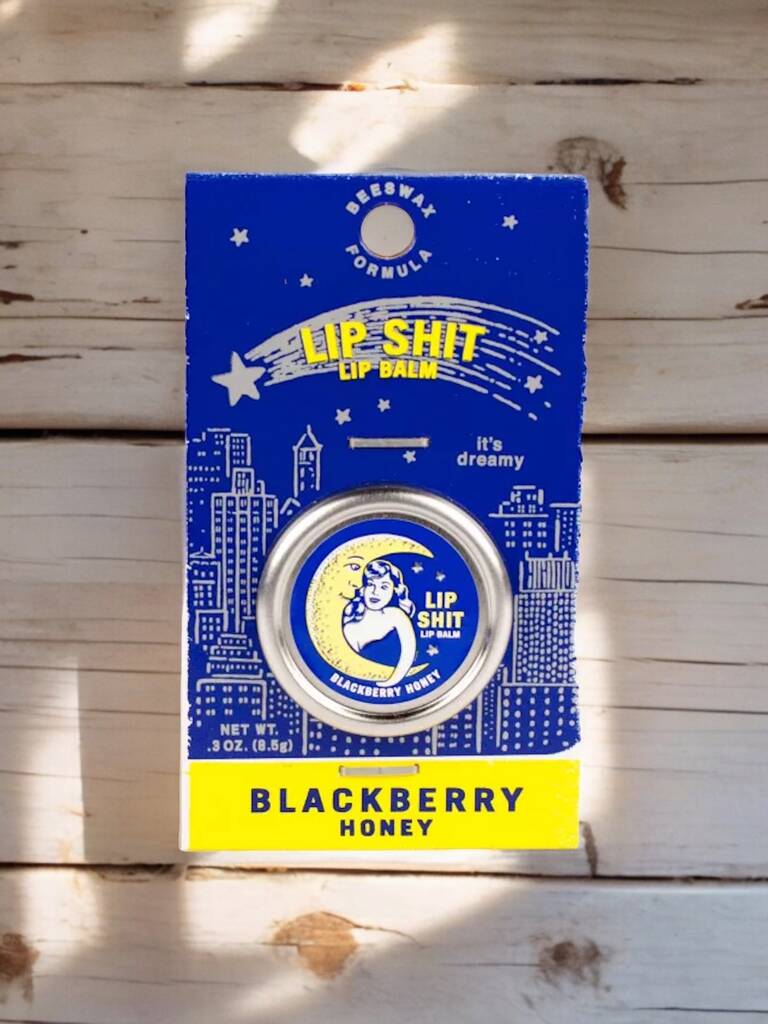 BEESWAX
FORMULA
LIP SHIT
LIP BALM
it's
dreamy
LIP
SHIT
LIP BALM
BLACKBERRY HONEY
NET WT.
.3 OZ. (8.5g)
BLACKBERRY
HONEY